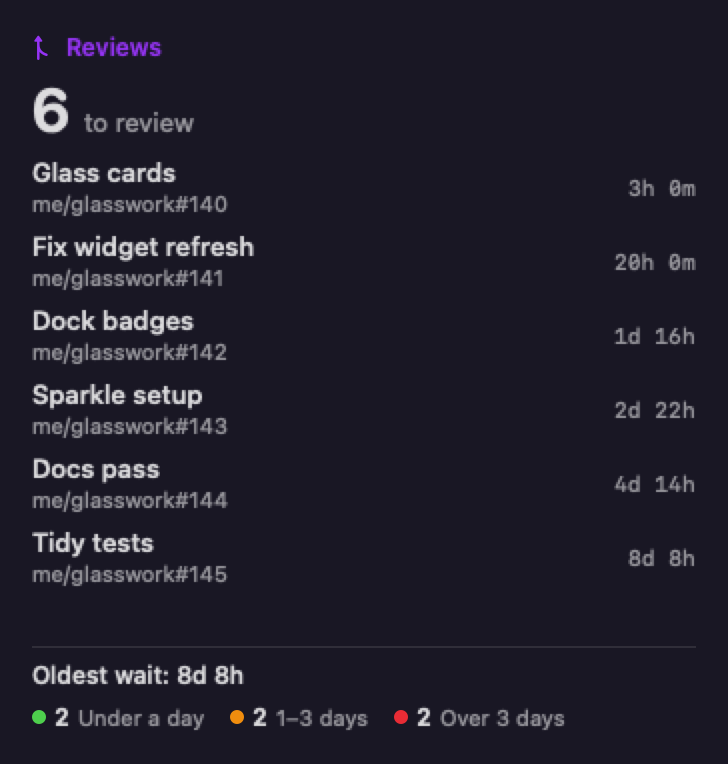 Reviews
6 to review
Glass cards
me/glasswork#140
3h 0m
Fix widget refresh
me/glasswork#141
20h 0m
Dock badges
me/glasswork#142
1d 16h
Sparkle setup
me/glasswork#143
2d 22h
Docs pass
me/glasswork#144
4d 14h
Tidy tests
me/glasswork#145
8d 8h
Oldest wait: 8d 8h
2 Under a day 2 1–3 days 2 Over 3 days